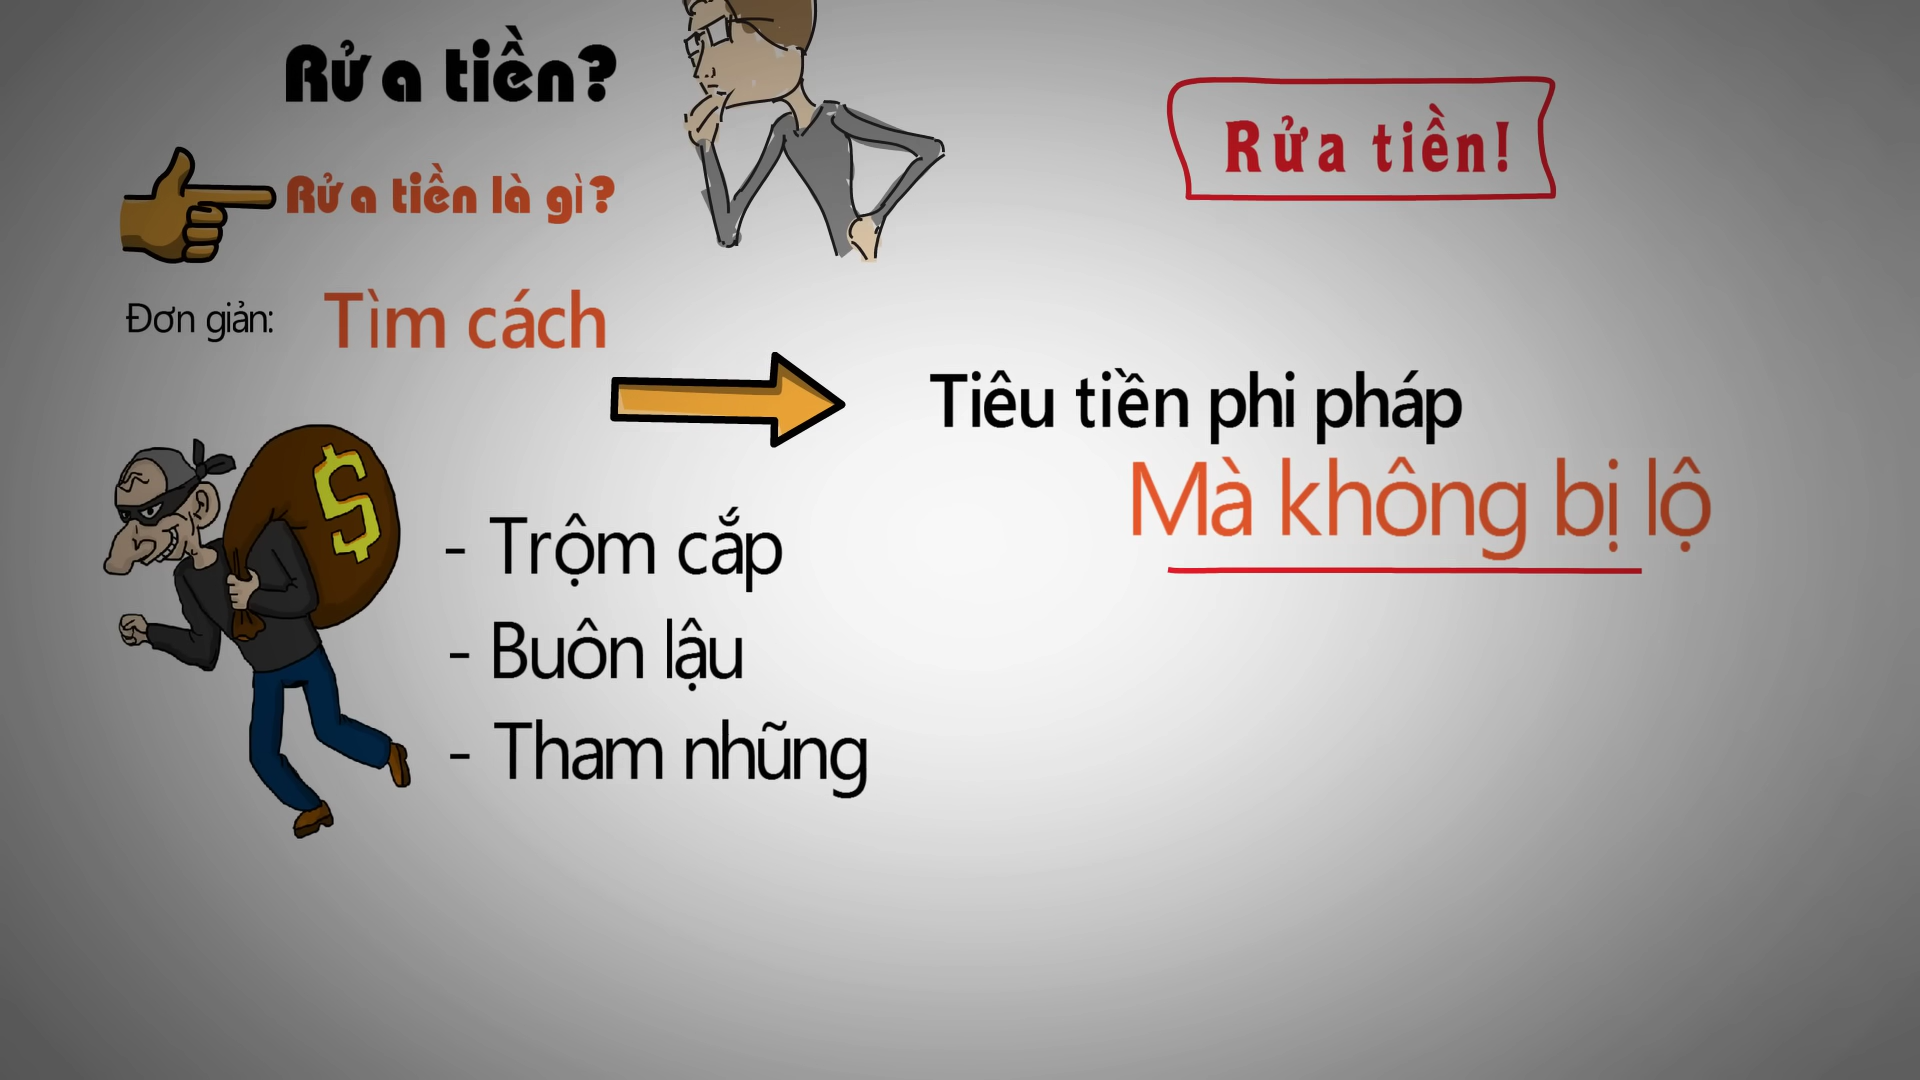 Rửa tiền?
Rửa tiền!
Rửa tiền là gì?
Đơn giản: Tìm cách
Tiêu tiền phi pháp
Mà không bị lộ
$
- Trộm cắp
- Buôn lậu
- Tham nhũng